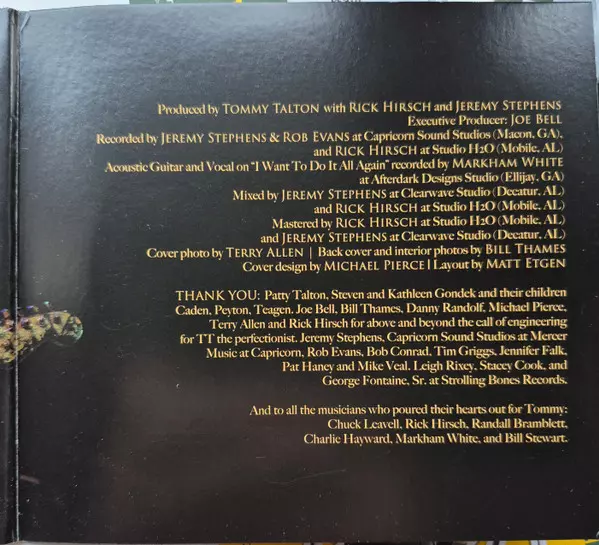 Produced by TOMMY TALTON with RICK HIRSCH and JEREMY STEPHENS
Executive Producer: JOE BELL
Recorded by JEREMY STEPHENS & ROB EVANS at Capricorn Sound Studios (Macon, GA),
and RICK HIRSCH at Studio H2O (Mobile, AL)
Acoustic Guitar and Vocal on "I Want To Do It All Again" recorded by MARKHAM WHITE
at Afterdark Designs Studio (Ellijay, GA)
Mixed by JEREMY STEPHENS at Clearwave Studio (Decatur, AL)
and RICK HIRSCH at Studio H2O (Mobile, AL)
Mastered by RICK HIRSCH at Studio H2O (Mobile, AL)
and JEREMY STEPHENS at Clearwave Studio (Decatur, AL)
Cover photo by TERRY ALLEN | Back cover and interior photos by BILL THAMES
Cover design by MICHAEL PIERCE | Layout by MATT ETGEN
THANK YOU: Patty Talton, Steven and Kathleen Gondek and their children
Caden, Peyton, Teagen. Joe Bell, Bill Thames, Danny Randolf, Michael Pierce,
Terry Allen and Rick Hirsch for above and beyond the call of engineering
for TT the perfectionist. Jeremy Stephens, Capricorn Sound Studios at Mercer
Music at Capricorn, Rob Evans, Bob Conrad, Tim Griggs, Jennifer Falk,
Pat Haney and Mike Veal. Leigh Rixey, Stacey Cook, and
George Fontaine, Sr. at Strolling Bones Records.
And to all the musicians who poured their hearts out for Tommy:
Chuck Leavell, Rick Hirsch, Randall Bramblett,
Charlie Hayward, Markham White, and Bill Stewart.